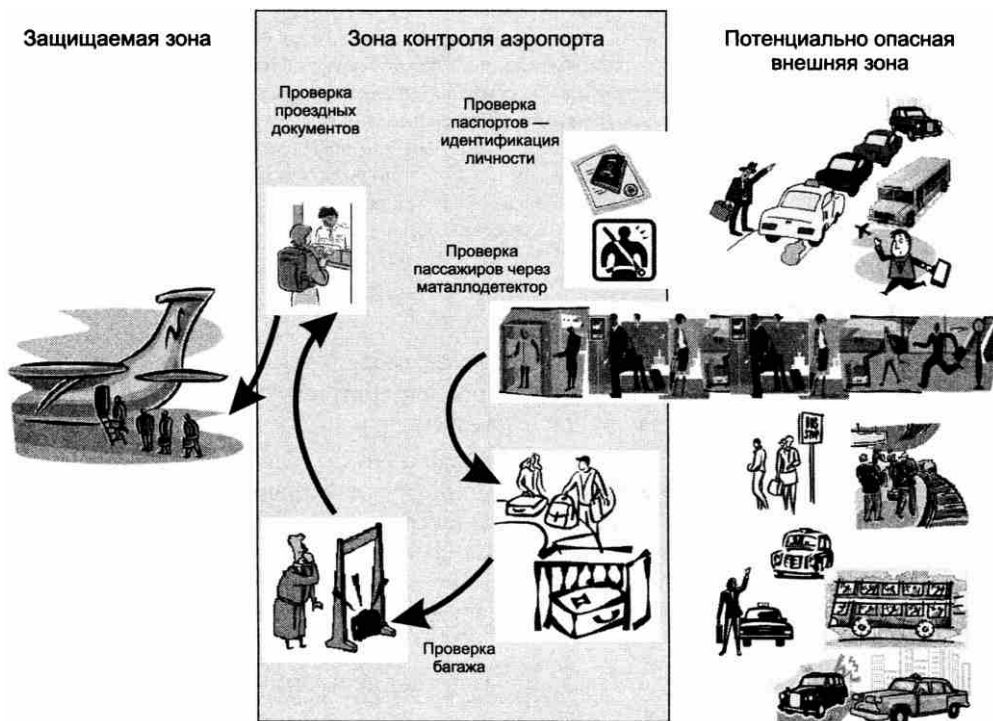 Защищаемая зона
Зона контроля аэропорта
Потенциально опасная
внешняя зона
Проверка
проездных
документов
Проверка
паспортов —
идентификация
личности
Проверка
пассажиров через
маталлодетектор
Проверка
багажа